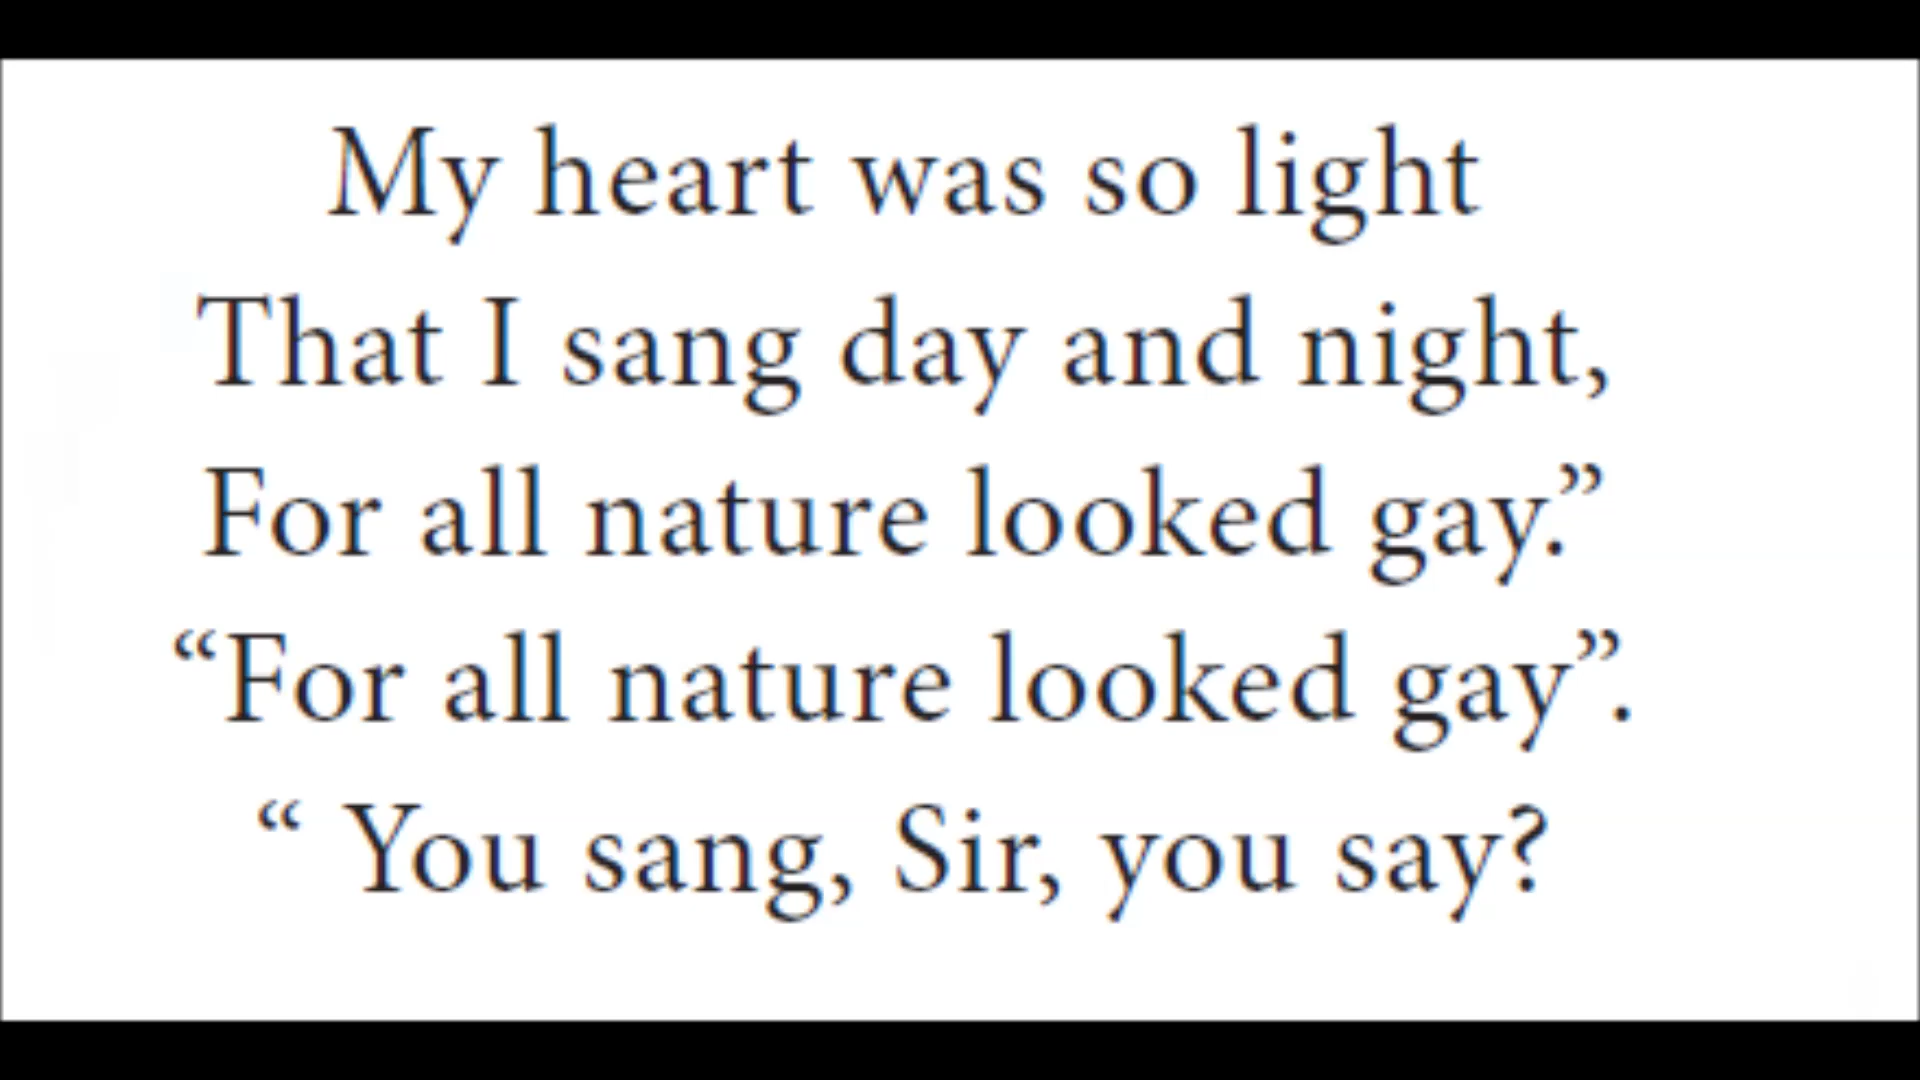 My heart was so light
That I sang day and night,
For all nature looked gay.”
“For all nature looked gay”.
“ You sang, Sir, you say?